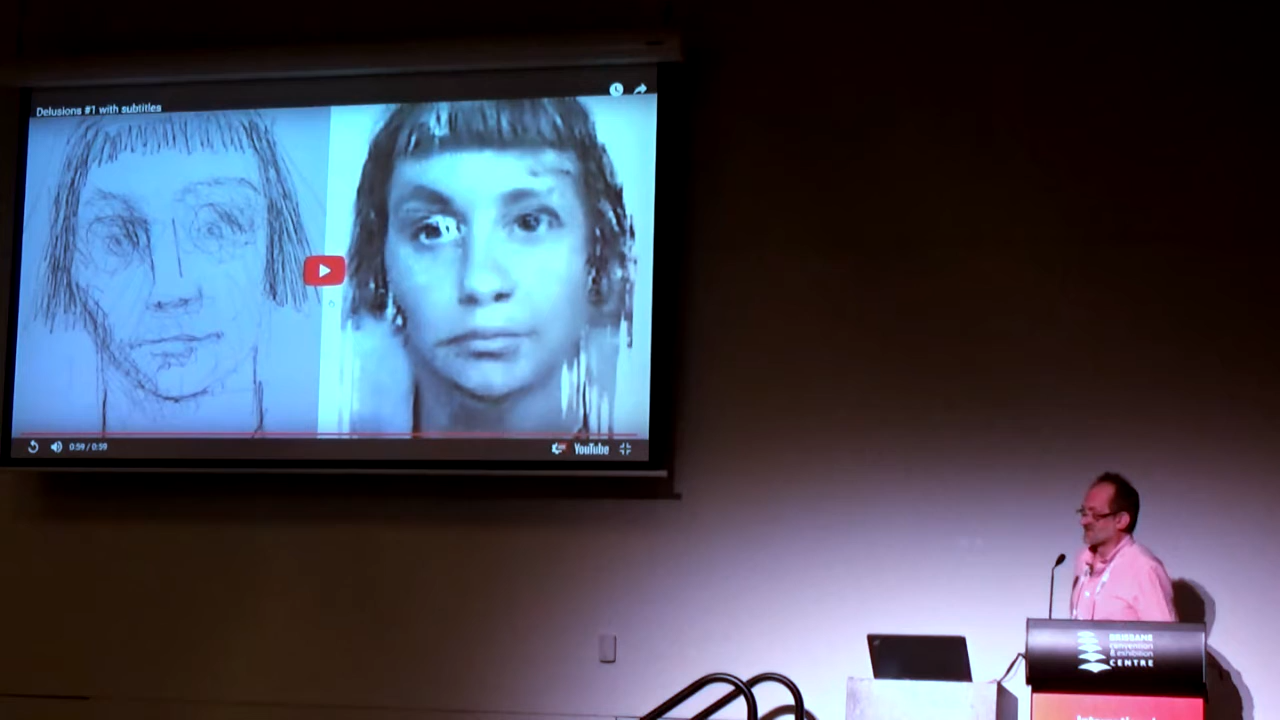 Delusions #1 with subtitles
0:59 / 0:59
YouTube
BRISBANE
convention
& exhibition
CENTRE